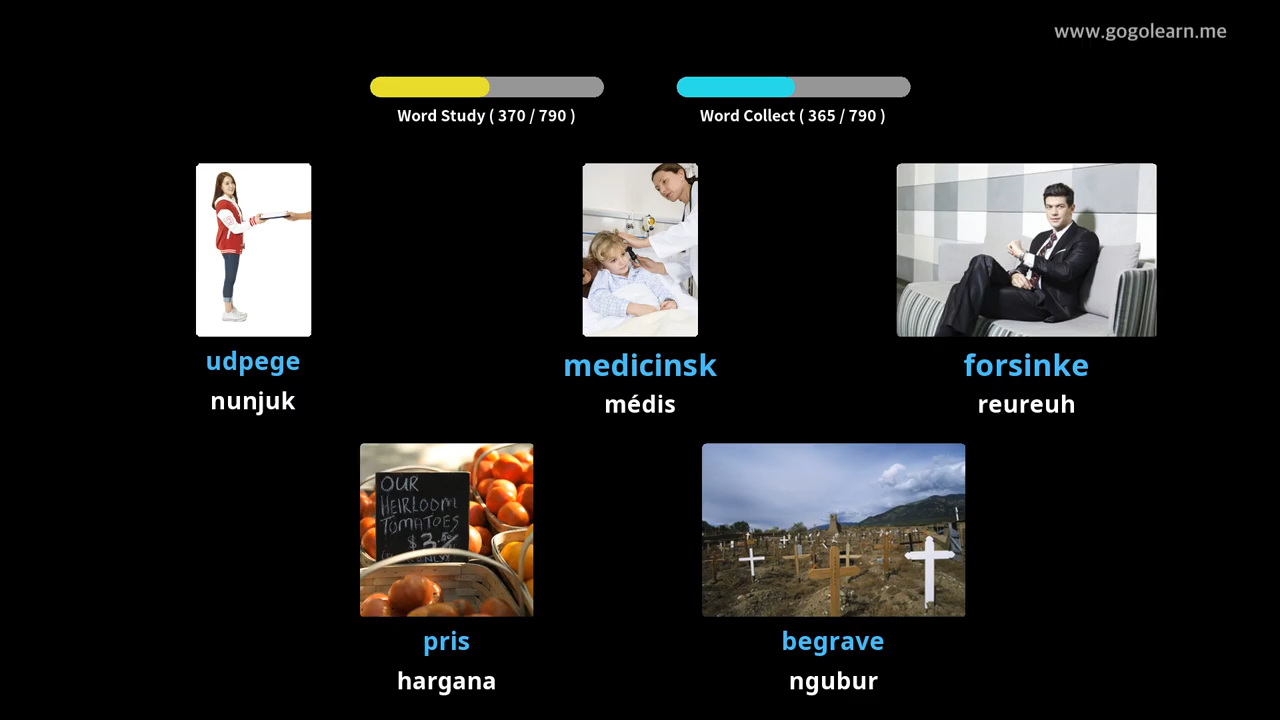 www.gogolearn.me
Word Study ( 370 / 790 )
Word Collect ( 365 / 790 )
udpege
nunjuk
medicinsk
médis
forsinke
reureuh
OUR
HEIRLOOM
TOMATOES
pris
hargana
begrave
ngubur